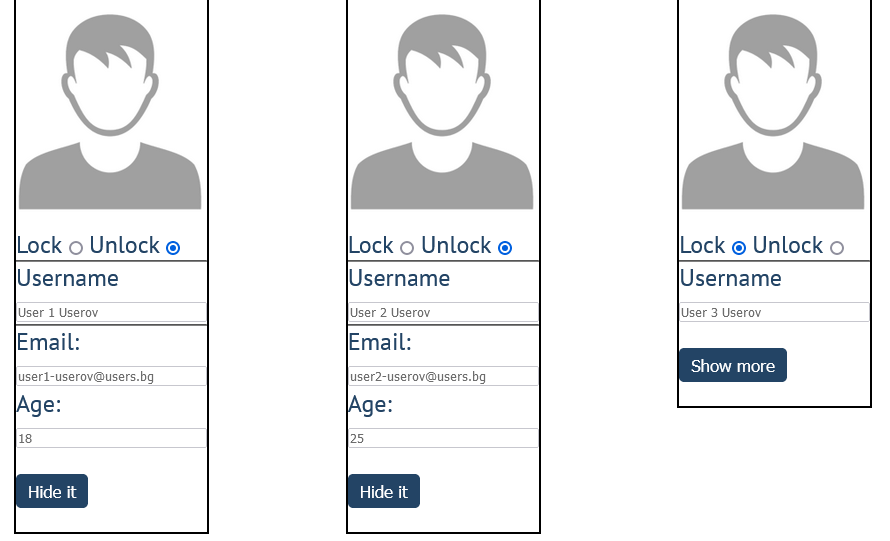 Lock Unlock
Username
User 1 Userov
Email:
user1-userov@users.bg
Age:
18
Hide it
Lock Unlock
Username
User 2 Userov
Email:
user2-userov@users.bg
Age:
25
Hide it
Lock Unlock
Username
User 3 Userov
Show more